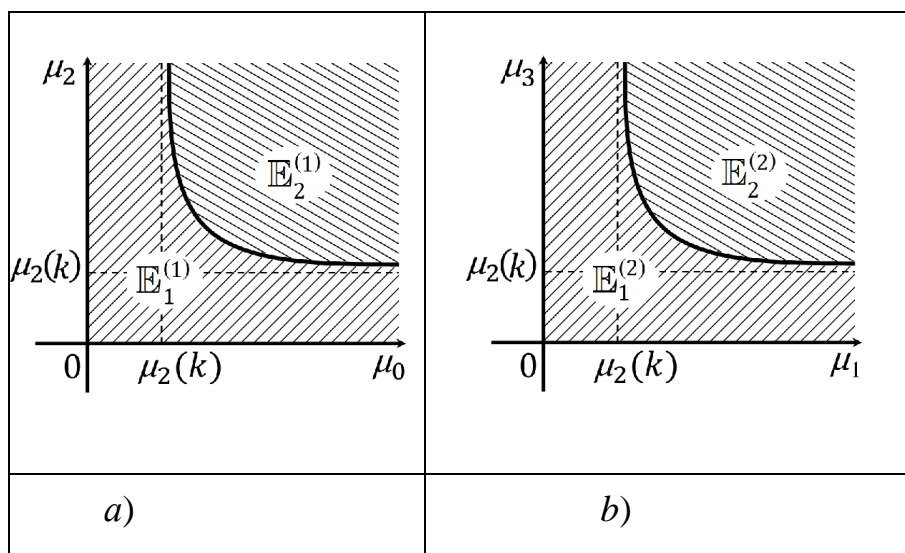 μ₂
𝔼₂⁽¹⁾
μ₂(k)
𝔼₁⁽¹⁾
0
μ₂(k)
μ₀
μ₃
𝔼₂⁽²⁾
μ₂(k)
𝔼₁⁽²⁾
0
μ₂(k)
μ₁
a)
b)